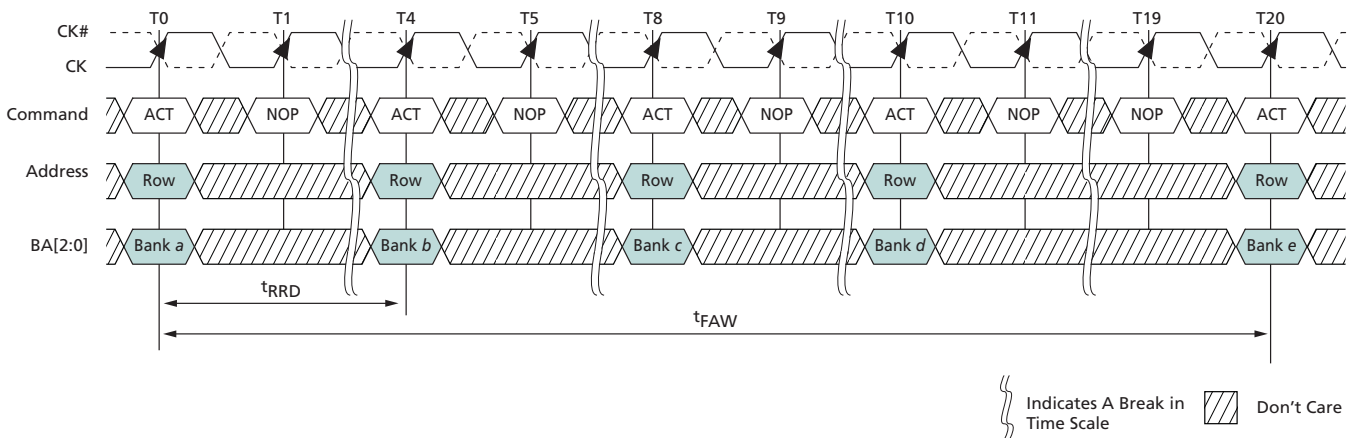 T0 T1 T4 T5 T8 T9 T10 T11 T19 T20
CK#
CK
Command ACT NOP ACT NOP ACT NOP ACT NOP NOP ACT
Address Row Row Row Row Row
BA[2:0] Bank a Bank b Bank c Bank d Bank e
tRRD
tFAW
Indicates A Break in
Time Scale
Don't Care